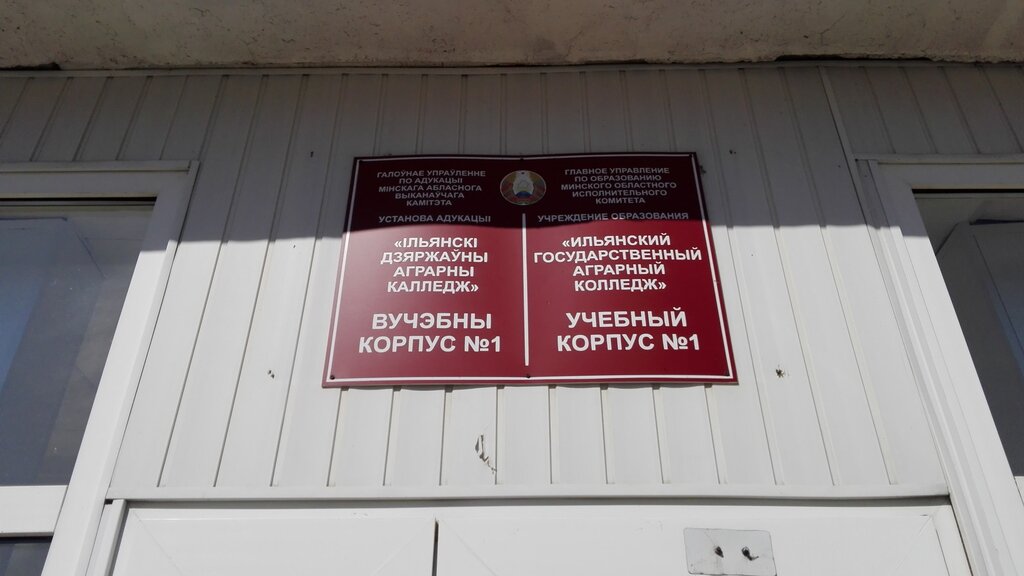 ГАЛОЎНАЕ УПРАЎЛЕННЕ
ПА АДУКАЦЫІ
МІНСКАГА АБЛАСНОГА
ВЫКАНАЎЧАГА
КАМІТЭТА
УСТАНОВА АДУКАЦЫІ
«ІЛЬЯНСКІ
ДЗЯРЖАЎНЫ
АГРАРНЫ
КАЛЛЕДЖ»
ВУЧЭБНЫ
КОРПУС №1
ГЛАВНОЕ УПРАВЛЕНИЕ
ПО ОБРАЗОВАНИЮ
МИНСКОГО ОБЛАСТНОГО
ИСПОЛНИТЕЛЬНОГО
КОМИТЕТА
УЧРЕЖДЕНИЕ ОБРАЗОВАНИЯ
«ИЛЬЯНСКИЙ
ГОСУДАРСТВЕННЫЙ
АГРАРНЫЙ
КОЛЛЕДЖ»
УЧЕБНЫЙ
КОРПУС №1